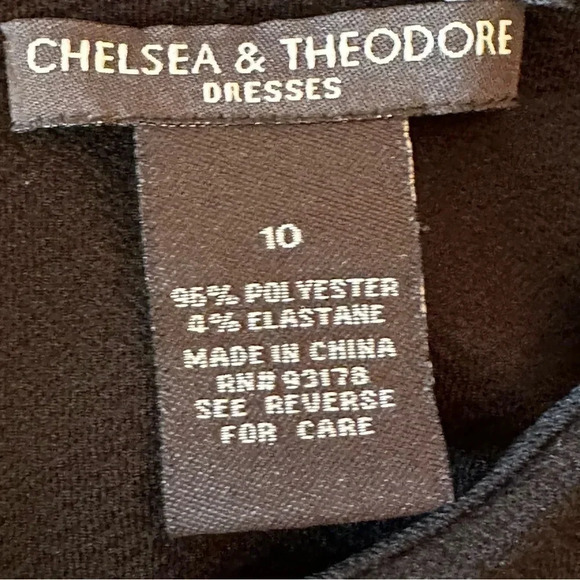 CHELSEA & THEODORE
DRESSES
10
96% POLYESTER
4% ELASTANE
MADE IN CHINA
RN# 93178
SEE REVERSE
FOR CARE